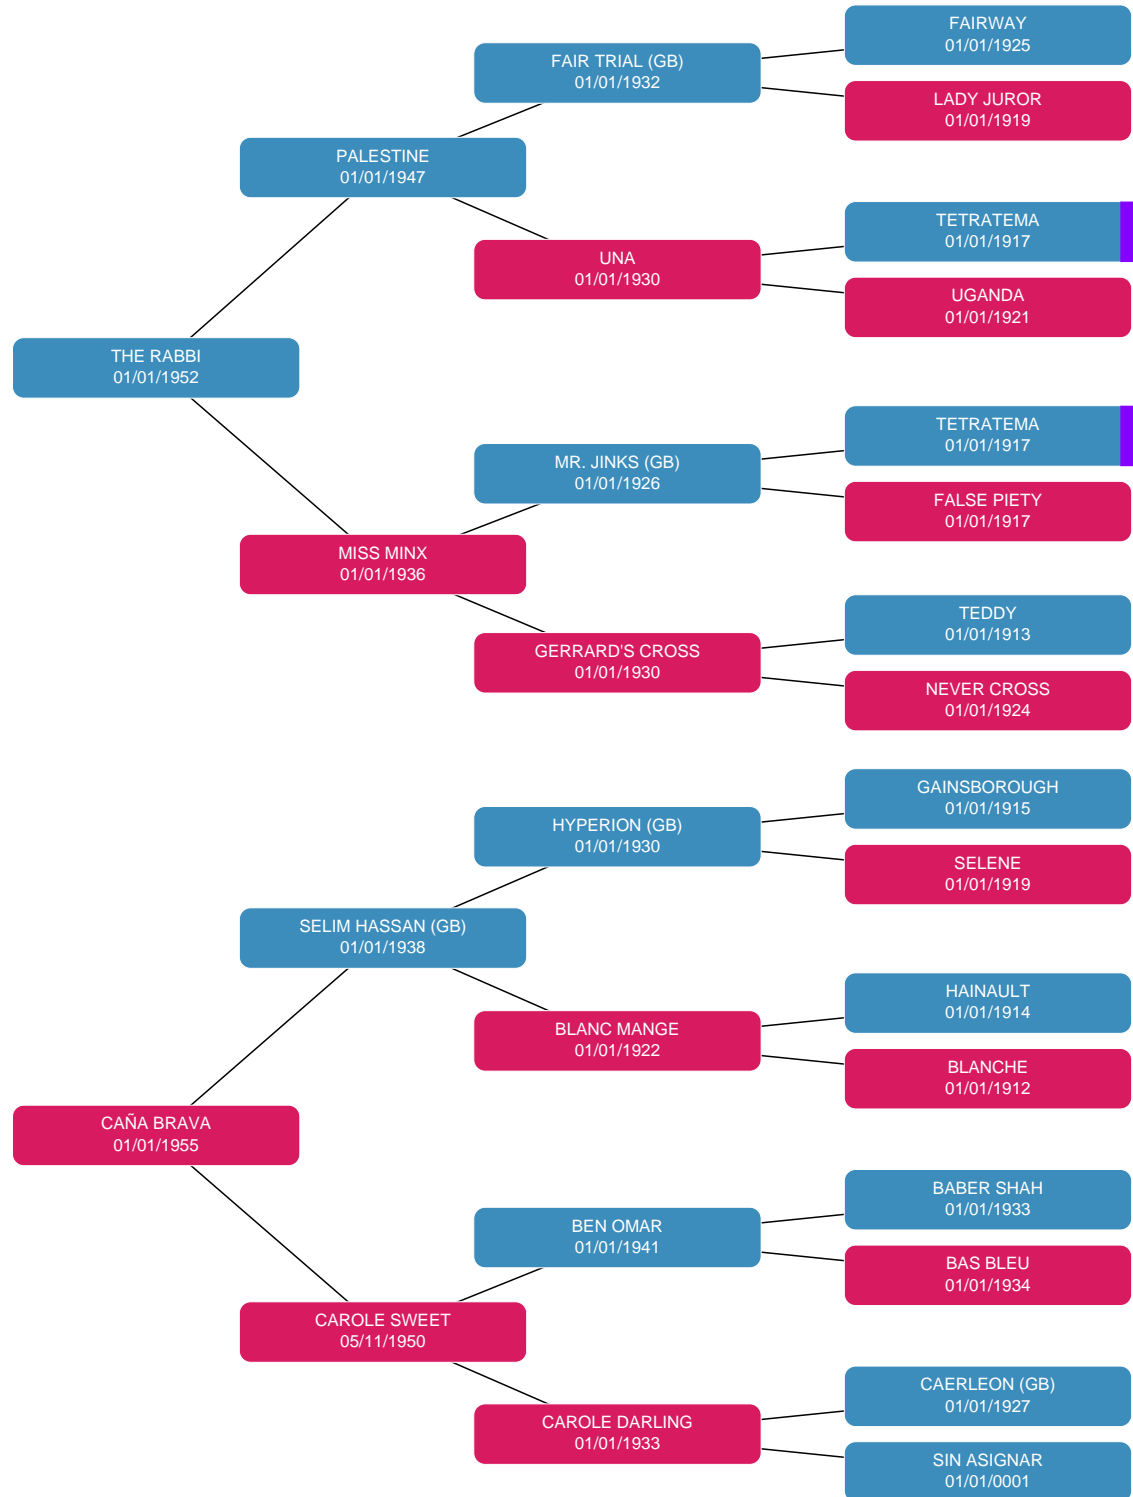 FAIRWAY
01/01/1925
FAIR TRIAL (GB)
01/01/1932
LADY JUROR
01/01/1919
PALESTINE
01/01/1947
TETRATEMA
01/01/1917
UNA
01/01/1930
UGANDA
01/01/1921
THE RABBI
01/01/1952
TETRATEMA
01/01/1917
MR. JINKS (GB)
01/01/1926
FALSE PIETY
01/01/1917
MISS MINX
01/01/1936
TEDDY
01/01/1913
GERRARD'S CROSS
01/01/1930
NEVER CROSS
01/01/1924
GAINSBOROUGH
01/01/1915
HYPERION (GB)
01/01/1930
SELENE
01/01/1919
SELIM HASSAN (GB)
01/01/1938
HAINAULT
01/01/1914
BLANC MANGE
01/01/1922
BLANCHE
01/01/1912
CAÑA BRAVA
01/01/1955
BABER SHAH
01/01/1933
BEN OMAR
01/01/1941
BAS BLEU
01/01/1934
CAROLE SWEET
05/11/1950
CAERLEON (GB)
01/01/1927
CAROLE DARLING
01/01/1933
SIN ASIGNAR
01/01/0001